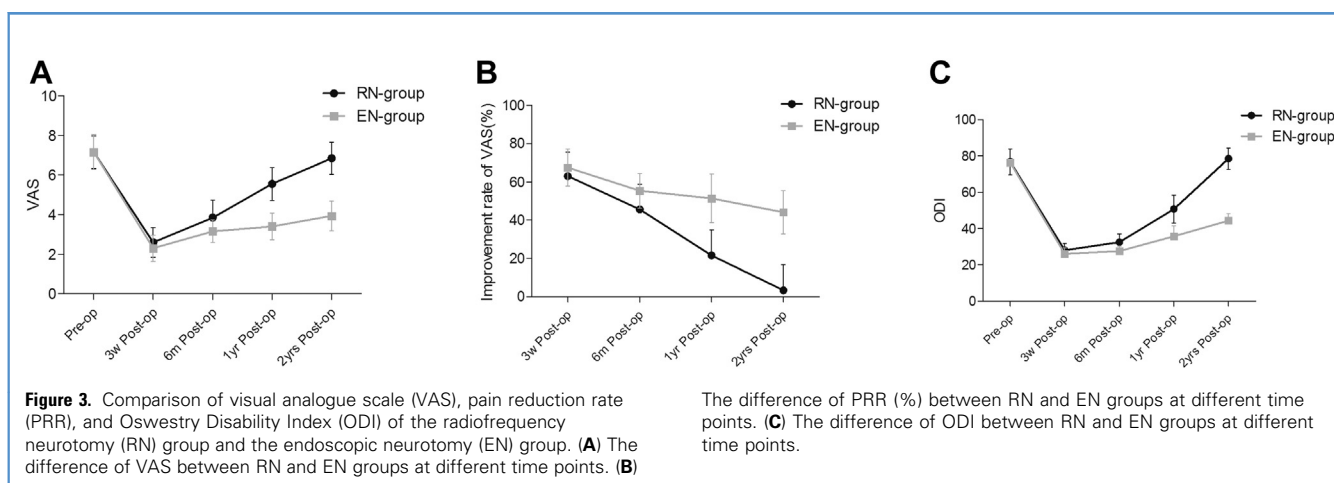 A
10
8
6
4
2
0
VAS
RN-group
EN-group
Pre-op
3w Post-op
6m Post-op
1yr Post-op
2yrs Post-op
B
100
80
60
40
20
0
Improvement rate of VAS(%)
RN-group
EN-group
3w Post-op
6m Post-op
1yr Post-op
2yrs Post-op
C
100
80
60
40
20
0
ODI
RN-group
EN-group
Pre-op
3w Post-op
6m Post-op
1yr Post-op
2yrs Post-op
Figure 3. Comparison of visual analogue scale (VAS), pain reduction rate
(PRR), and Oswestry Disability Index (ODI) of the radiofrequency
neurotomy (RN) group and the endoscopic neurotomy (EN) group. (A) The
difference of VAS between RN and EN groups at different time points. (B)
The difference of PRR (%) between RN and EN groups at different time
points. (C) The difference of ODI between RN and EN groups at different
time points.